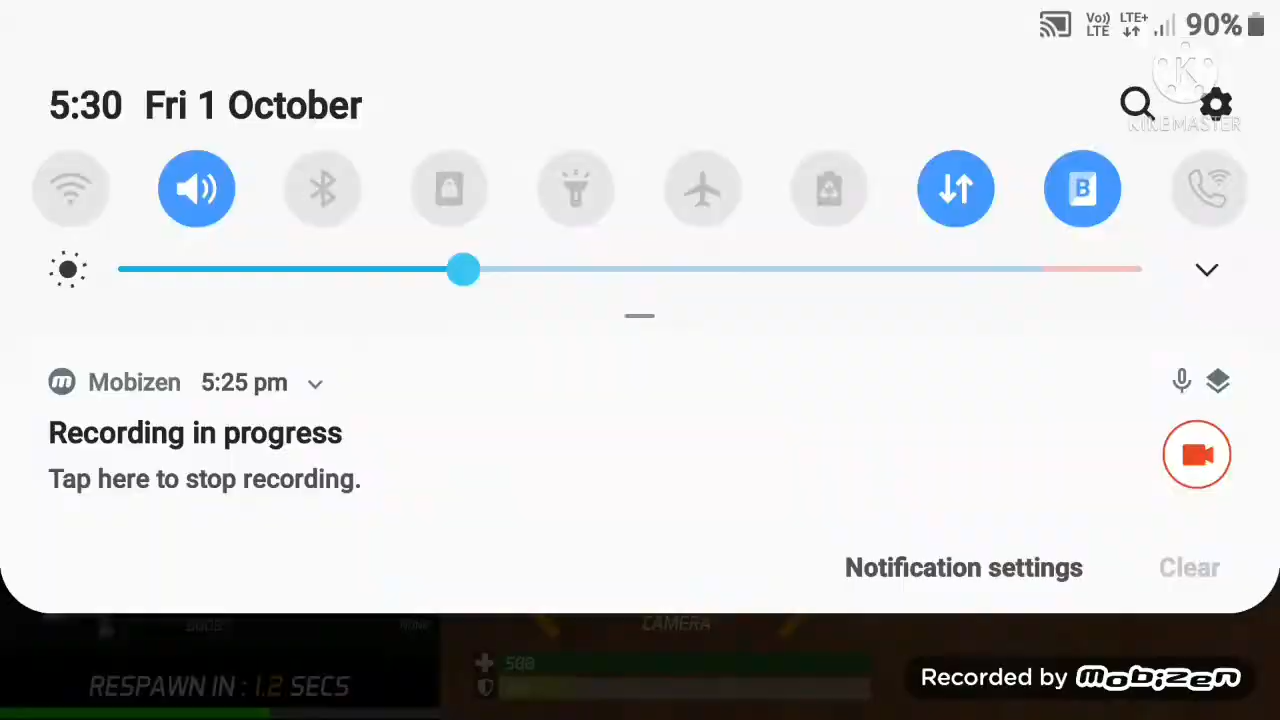 Vo)) LTE LTE+ 90%
5:30 Fri 1 October
K
KINEMASTER
B
Mobizen 5:25 pm
Recording in progress
Tap here to stop recording.
Notification settings Clear
CAMERA
NONE
500
RESPAWN IN : 1.2 SECS
Recorded by mobizen